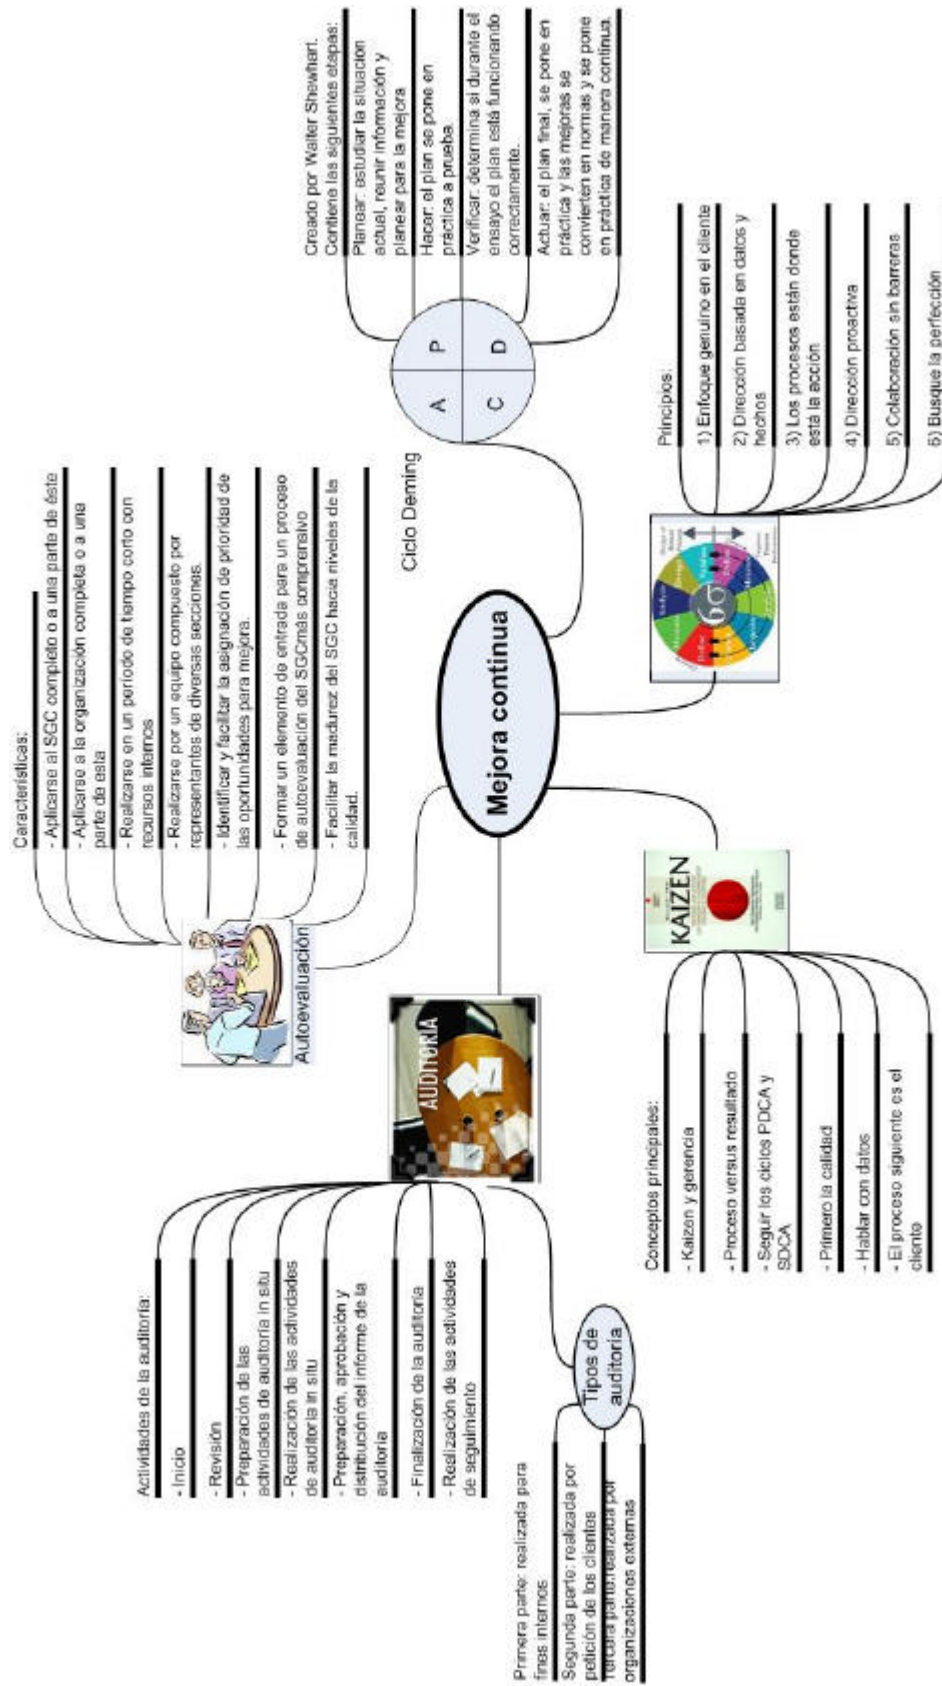 Mejora continua
Ciclo Deming
A
P
C
D
Creado por Walter Shewhart.
Contiene las siguientes etapas:
Planear: estudiar la situación
actual, reunir información y
planear para la mejora
Hacer: el plan se pone en
práctica a prueba.
Verificar: determina si durante el
ensayo el plan está funcionando
correctamente.
Actuar: el plan final, se pone en
práctica y las mejoras se
convierten en normas y se pone
en práctica de manera continua.
6σ
Principios:
1) Enfoque genuino en el cliente
2) Dirección basada en datos y
hechos
3) Los procesos están donde
está la acción
4) Dirección proactiva
5) Colaboración sin barreras
6) Busque la perfección
Autoevaluación
Características:
- Aplicarse al SGC completo o a una parte de éste
- Aplicarse a la organización completa o a una
parte de esta
- Realizarse en un período de tiempo corto con
recursos internos
- Realizarse por un equipo compuesto por
representantes de diversas secciones.
- Identificar y facilitar la asignación de prioridad de
las oportunidades para mejora.
- Formar un elemento de entrada para un proceso
de autoevaluación del SGCmás comprensivo
- Facilitar la madurez del SGC hacia niveles de la
calidad.
AUDITORIA
Actividades de la auditoría:
- Inicio
- Revisión
- Preparación de las
actividades de auditoría in situ
- Realización de las actividades
de auditoría in situ
- Preparación, aprobación y
distribución del informe de la
auditoría
- Finalización de la auditoría
- Realización de las actividades
de seguimiento
Tipos de
auditoría
Primera parte: realizada para
fines internos
Segunda parte: realizada por
petición de los clientes
Tercera parte:realizada por
organizaciones externas
KAIZEN
Conceptos principales:
- Kaizen y gerencia
- Proceso versus resultado
- Seguir los ciclos PDCA y
SDCA
- Primero la calidad
- Hablar con datos
- El proceso siguiente es el
cliente